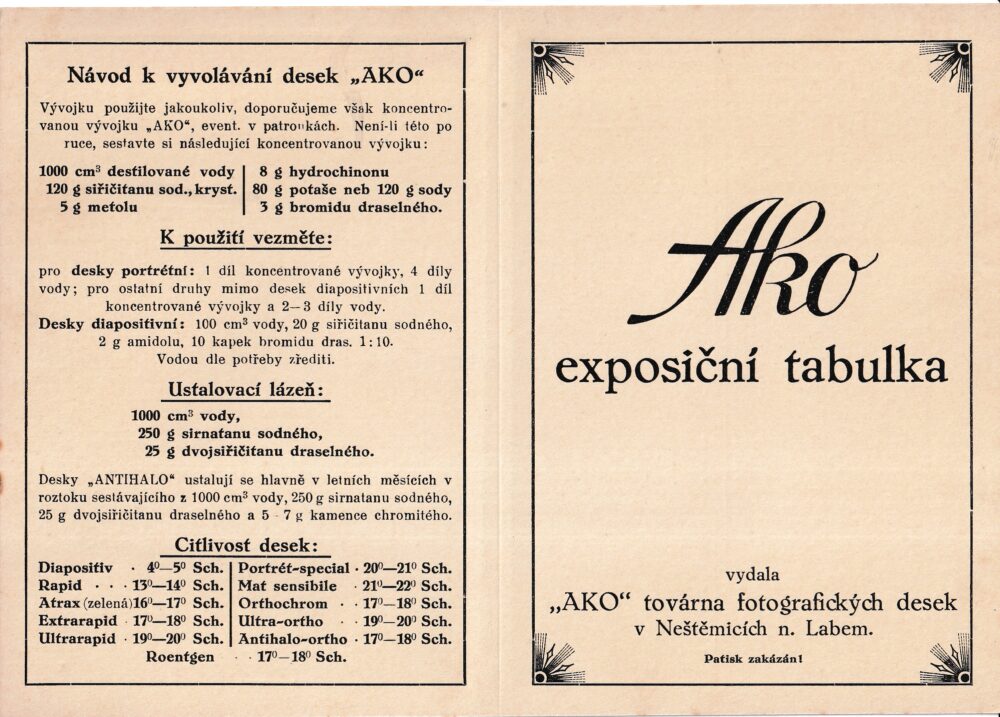 Návod k vyvolávání desek „AKO“
Vývojku použijte jakoukoliv, doporučujeme však koncentro-
vanou vývojku „AKO“, event. v patronkách. Není-li této po
ruce, sestavte si následující koncentrovanou vývojku:
1000 cm³ destilované vody
120 g siřičitanu sod., kryst.
5 g metolu
8 g hydrochinonu
80 g potaše neb 120 g sody
3 g bromidu draselného.
K použití vezměte:
pro desky portrétní: 1 díl koncentrované vývojky, 4 díly
vody; pro ostatní druhy mimo desek diapositivních 1 díl
koncentrované vývojky a 2—3 díly vody.
Desky diapositivní: 100 cm³ vody, 20 g siřičitanu sodného,
2 g amidolu, 10 kapek bromidu dras. 1:10.
Vodou dle potřeby zrediti.
Ustalovací lázeň:
1000 cm³ vody,
250 g sirnatanu sodného,
25 g dvojsiřičitanu draselného.
Desky „ANTIHALO“ ustalují se hlavně v letních měsících v
roztoku sestávajícího z 1000 cm³ vody, 250 g sirnatanu sodného,
25 g dvojsiřičitanu draselného a 5 - 7 g kamence chromitého.
Citlivost desek:
Diapositiv · 4⁰—5⁰ Sch.
Rapid · · · 13⁰—14⁰ Sch.
Atrax (zelená) 16⁰—17⁰ Sch.
Extrarapid · 17⁰—18⁰ Sch.
Ultrarapid · 19⁰—20⁰ Sch.
Portrét-special · 20⁰—21⁰ Sch.
Mat sensibile · 21⁰—22⁰ Sch.
Orthochrom · · 17⁰—18⁰ Sch.
Ultra-ortho · · 19⁰—20⁰ Sch.
Antihalo-ortho · 17⁰—18⁰ Sch.
Roentgen · · 17⁰—18⁰ Sch.
Ako
exposiční tabulka
vydala
„AKO“ továrna fotografických desek
v Neštěmicích n. Labem.
Patisk zakázán!